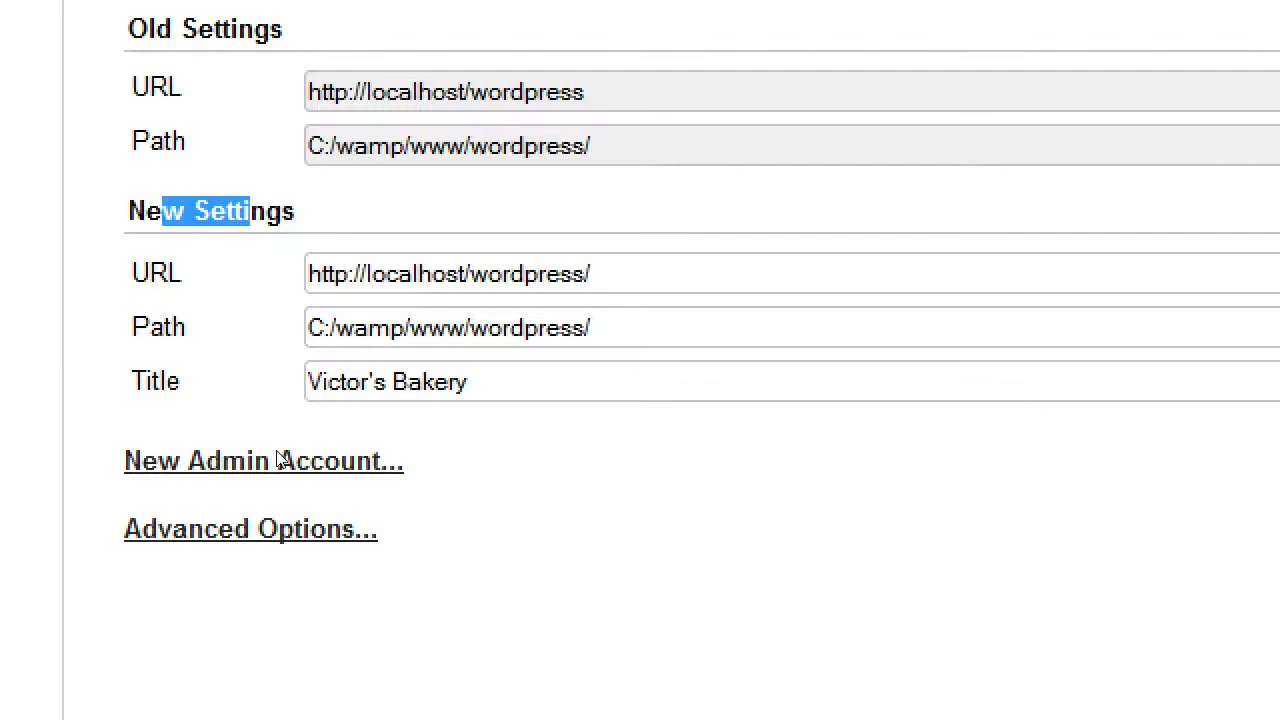 Old Settings
URL http://localhost/wordpress
Path C:/wamp/www/wordpress/
New Settings
URL http://localhost/wordpress/
Path C:/wamp/www/wordpress/
Title Victor's Bakery
New Admin Account...
Advanced Options...